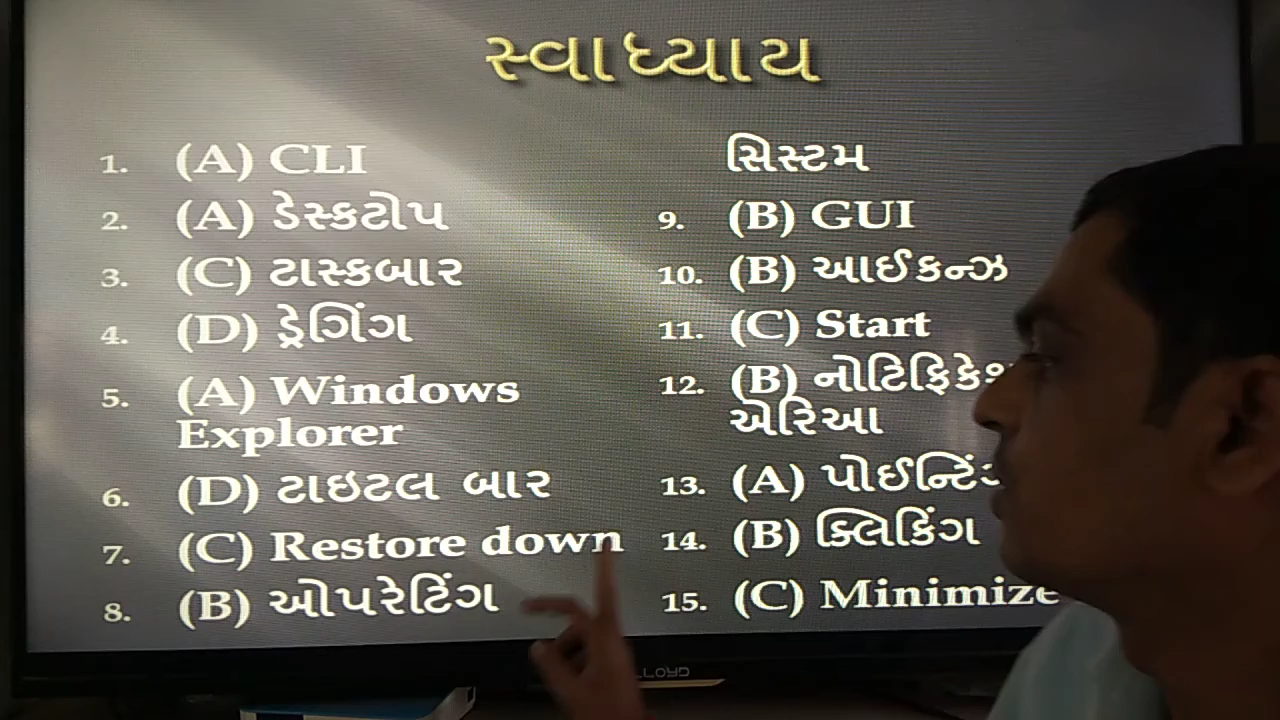 સ્વાધ્યાય
1. (A) CLI
2. (A) ડેસ્કટોપ
3. (C) ટાસ્કબાર
4. (D) ડ્રેગિંગ
5. (A) Windows
Explorer
6. (D) ટાઇટલ બાર
7. (C) Restore down
8. (B) ઓપરેટિંગ
સિસ્ટમ
9. (B) GUI
10. (B) આઈકન્ઝ
11. (C) Start
12. (B)
એરિઆ
13. (A)
14. (B) ક્લિકિંગ
15. (C) Minimize
LLOYD